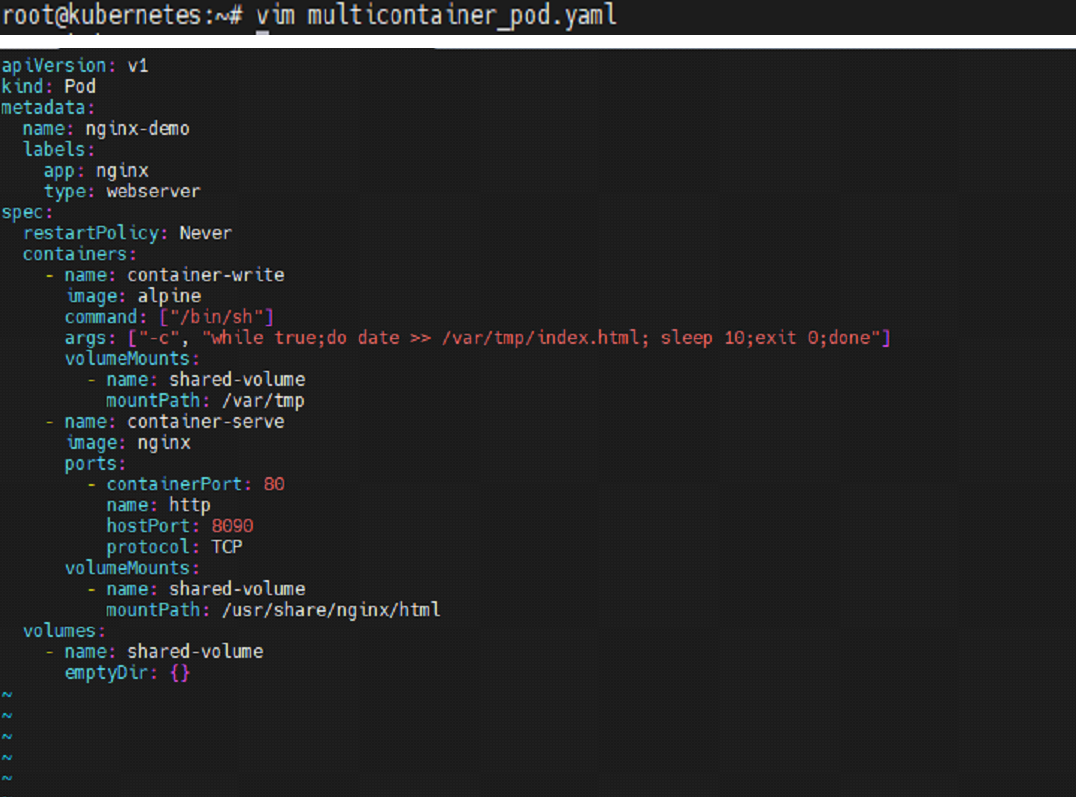 root@kubernetes:~# vim multicontainer_pod.yaml
apiVersion: v1
kind: Pod
metadata:
  name: nginx-demo
  labels:
    app: nginx
    type: webserver
spec:
  restartPolicy: Never
  containers:
    - name: container-write
      image: alpine
      command: ["/bin/sh"]
      args: ["-c", "while true;do date >> /var/tmp/index.html; sleep 10;exit 0;done"]
      volumeMounts:
        - name: shared-volume
          mountPath: /var/tmp
    - name: container-serve
      image: nginx
      ports:
        - containerPort: 80
          name: http
          hostPort: 8090
          protocol: TCP
      volumeMounts:
        - name: shared-volume
          mountPath: /usr/share/nginx/html
  volumes:
    - name: shared-volume
      emptyDir: {}
~
~
~
~
~